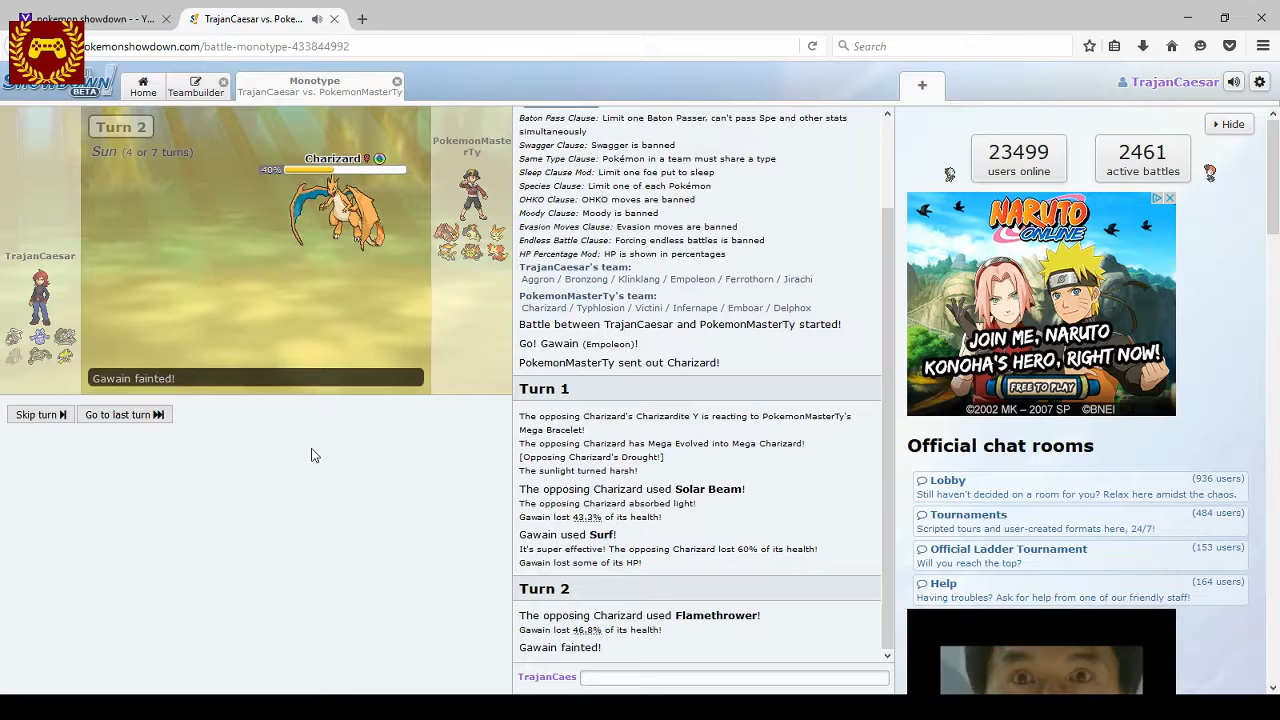 pokemon showdown - - Y...
TrajanCaesar vs. Poke...
okemonshowdown.com/battle-monotype-433844992
Search
SHOWDOWN!
BETA
Home
Teambuilder
Monotype
TrajanCaesar vs. PokemonMasterTy
+
TrajanCaesar
Turn 2
Sun (4 or 7 turns)
Charizard
40%
PokemonMaste
rTy
TrajanCaesar
Gawain fainted!
Skip turn
Go to last turn
Baton Pass Clause: Limit one Baton Passer, can't pass Spe and other stats
simultaneously
Swagger Clause: Swagger is banned
Same Type Clause: Pokémon in a team must share a type
Sleep Clause Mod: Limit one foe put to sleep
Species Clause: Limit one of each Pokémon
OHKO Clause: OHKO moves are banned
Moody Clause: Moody is banned
Evasion Moves Clause: Evasion moves are banned
Endless Battle Clause: Forcing endless battles is banned
HP Percentage Mod: HP is shown in percentages
TrajanCaesar's team:
Aggron / Bronzong / Klinklang / Empoleon / Ferrothorn / Jirachi
PokemonMasterTy's team:
Charizard / Typhlosion / Victini / Infernape / Emboar / Delphox
Battle between TrajanCaesar and PokemonMasterTy started!
Go! Gawain (Empoleon)!
PokemonMasterTy sent out Charizard!
Turn 1
The opposing Charizard's Charizardite Y is reacting to PokemonMasterTy's
Mega Bracelet!
The opposing Charizard has Mega Evolved into Mega Charizard!
[Opposing Charizard's Drought!]
The sunlight turned harsh!
The opposing Charizard used Solar Beam!
The opposing Charizard absorbed light!
Gawain lost 43.3% of its health!
Gawain used Surf!
It's super effective! The opposing Charizard lost 60% of its health!
Gawain lost some of its HP!
Turn 2
The opposing Charizard used Flamethrower!
Gawain lost 46.8% of its health!
Gawain fainted!
TrajanCaes
Hide
23499
users online
2461
active battles
NARUTO
ONLINE
JOIN ME, NARUTO
KONOHA'S HERO, RIGHT NOW!
FREE TO PLAY
©2002 MK – 2007 SP ©BNEI
Official chat rooms
Lobby
(936 users)
Still haven't decided on a room for you? Relax here amidst the chaos.
Tournaments
(484 users)
Scripted tours and user-created formats here, 24/7!
Official Ladder Tournament
(153 users)
Will you reach the top?
Help
(164 users)
Having troubles? Ask for help from one of our friendly staff!